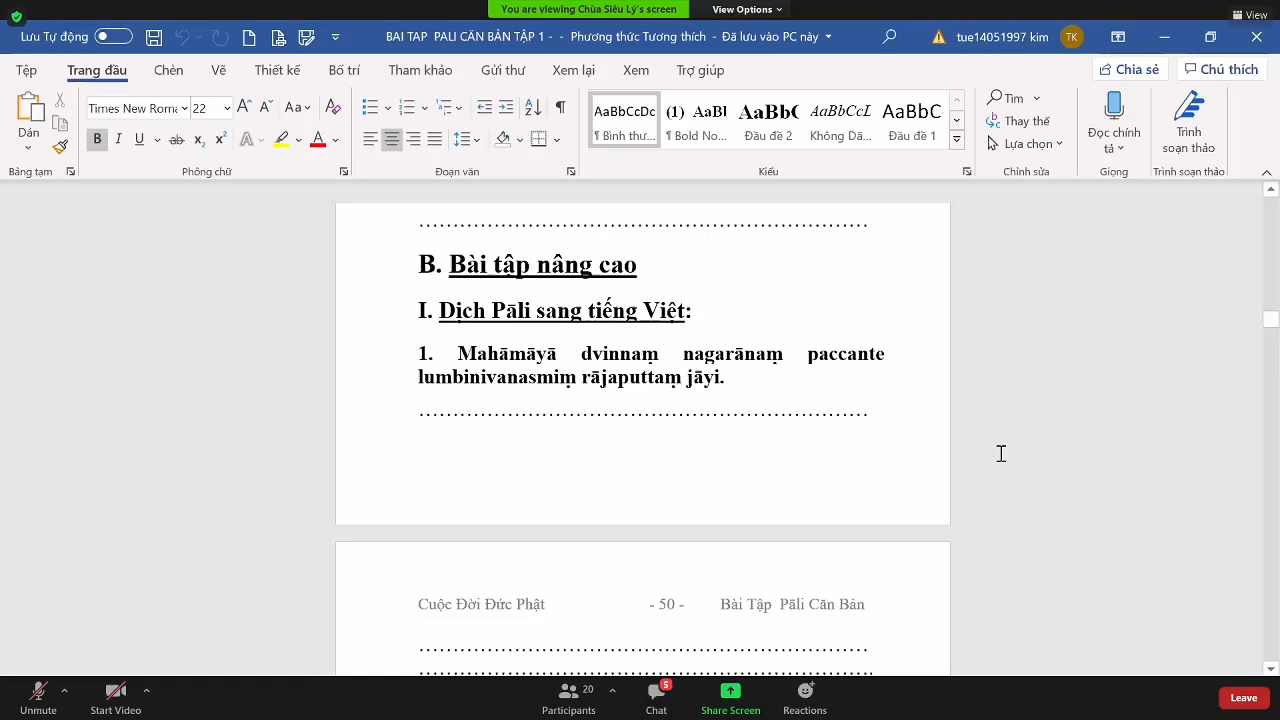 You are viewing Chùa Siêu Lý's screen
View Options
View
Lưu Tự động
BAI TAP PALI CĂN BẢN TẬP 1 - - Phương thức Tương thích - Đã lưu vào PC này
tue14051997 kim
TK
Tệp
Trang đầu
Chèn
Vẽ
Thiết kế
Bố trí
Tham khảo
Gửi thư
Xem lại
Xem
Trợ giúp
Chia sẻ
Chú thích
Dán
Times New Roma
22
Aa
AaBbCcDc
(1) AaBl
AaBb(
AaBbCcI
AaBbC
¶ Bình thư...
¶ Bold No...
Đầu đề 2
Không Dã...
Đầu đề 1
Tìm
Thay thế
Lựa chọn
Đọc chính tả
Trình soạn thảo
Bảng tạm
Phông chữ
Đoạn văn
Kiểu
Chỉnh sửa
Giọng
Trình soạn thảo
B. Bài tập nâng cao
I. Dịch Pāli sang tiếng Việt:
1. Mahāmāyā dvinnaṃ nagarānaṃ paccante
lumbinivanasmiṃ rājaputtaṃ jāyi.
Cuộc Đời Đức Phật
- 50 -
Bài Tập Pāli Căn Bản
Unmute
Start Video
20
Participants
5
Chat
Share Screen
Reactions
Leave